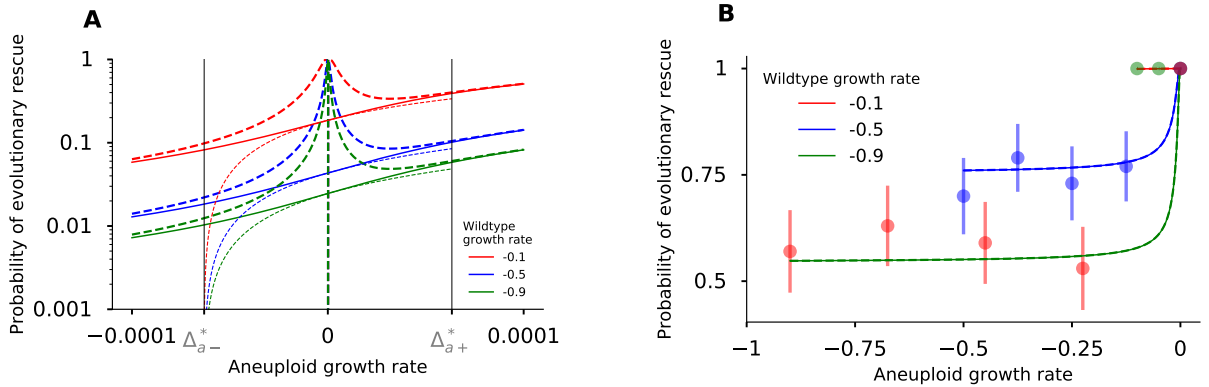 A
Probability of evolutionary rescue
1
0.1
0.01
0.001
Wildtype
growth rate
-0.1
-0.5
-0.9
−0.0001
Δ*a−
0
Δ*a+
0.0001
Aneuploid growth rate
B
Probability of evolutionary rescue
1
0.75
0.5
Wildtype growth rate
-0.1
-0.5
-0.9
−1
−0.75
−0.5
−0.25
0
Aneuploid growth rate